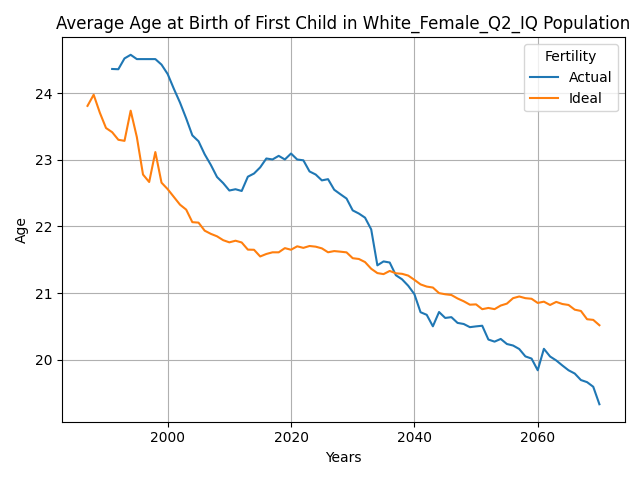 Average Age at Birth of First Child in White_Female_Q2_IQ Population
Fertility
Actual
Ideal
24
23
22
21
20
Age
2000
2020
2040
2060
Years